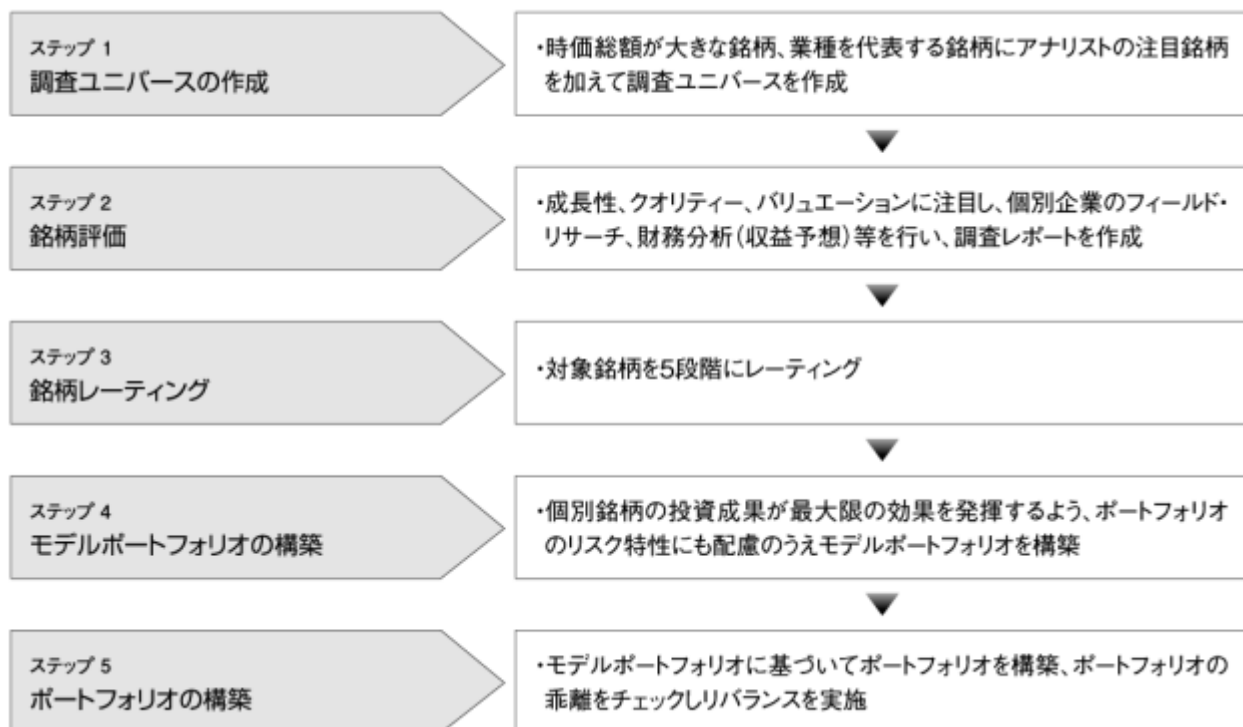 ステップ 1
調査ユニバースの作成
・時価総額が大きな銘柄、業種を代表する銘柄にアナリストの注目銘柄
を加えて調査ユニバースを作成
ステップ 2
銘柄評価
・成長性、クオリティー、バリュエーションに注目し、個別企業のフィールド・
リサーチ、財務分析(収益予想)等を行い、調査レポートを作成
ステップ 3
銘柄レーティング
・対象銘柄を5段階にレーティング
ステップ 4
モデルポートフォリオの構築
・個別銘柄の投資成果が最大限の効果を発揮するよう、ポートフォリオ
のリスク特性にも配慮のうえモデルポートフォリオを構築
ステップ 5
ポートフォリオの構築
・モデルポートフォリオに基づいてポートフォリオを構築、ポートフォリオの
乖離をチェックしリバランスを実施